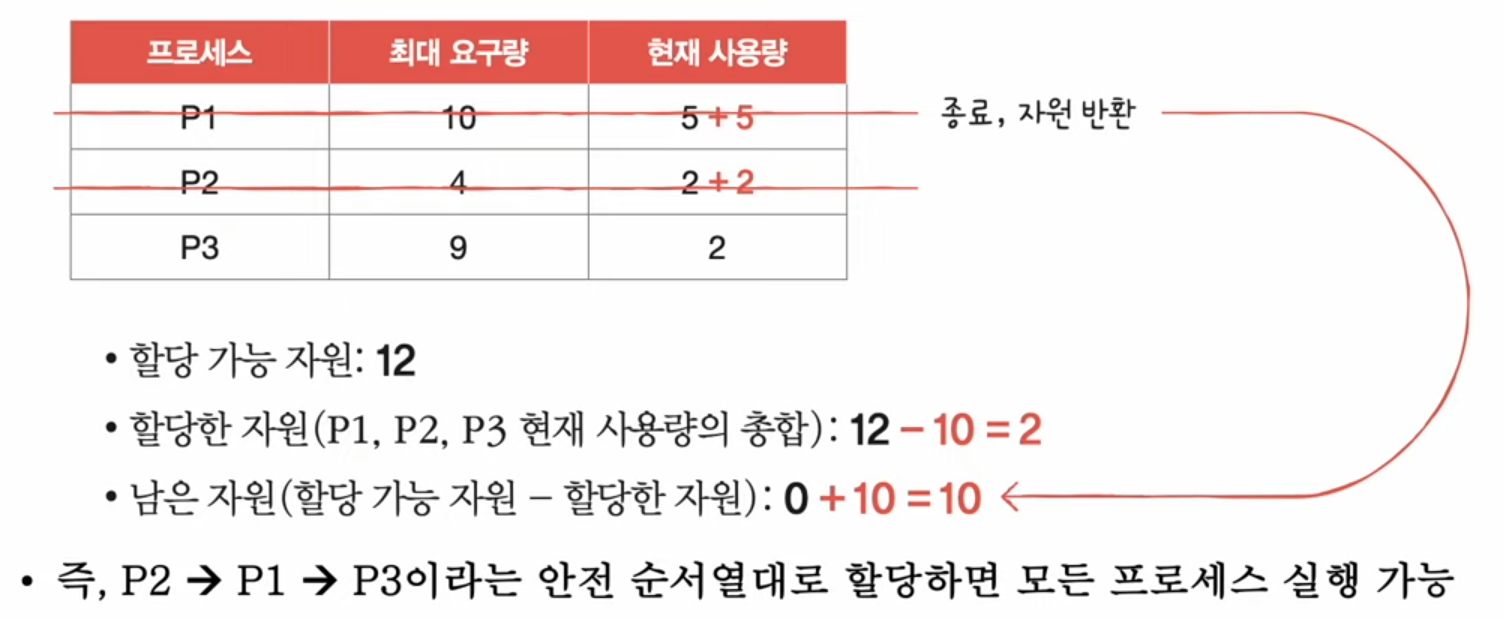 프로세스 최대 요구량 현재 사용량
P1 10 5 + 5 종료, 자원 반환
P2 4 2 + 2
P3 9 2
• 할당 가능 자원: 12
• 할당한 자원(P1, P2, P3 현재 사용량의 총합): 12 – 10 = 2
• 남은 자원(할당 가능 자원 – 할당한 자원): 0 + 10 = 10
• 즉, P2 → P1 → P3이라는 안전 순서열대로 할당하면 모든 프로세스 실행 가능